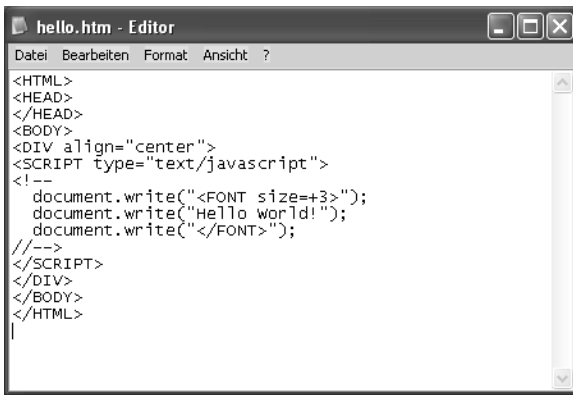 hello.htm - Editor
Datei Bearbeiten Format Ansicht ?
<HTML>
<HEAD>
</HEAD>
<BODY>
<DIV align="center">
<SCRIPT type="text/javascript">
<!--
  document.write("<FONT size=+3>");
  document.write("Hello World!");
  document.write("</FONT>");
//-->
</SCRIPT>
</DIV>
</BODY>
</HTML>